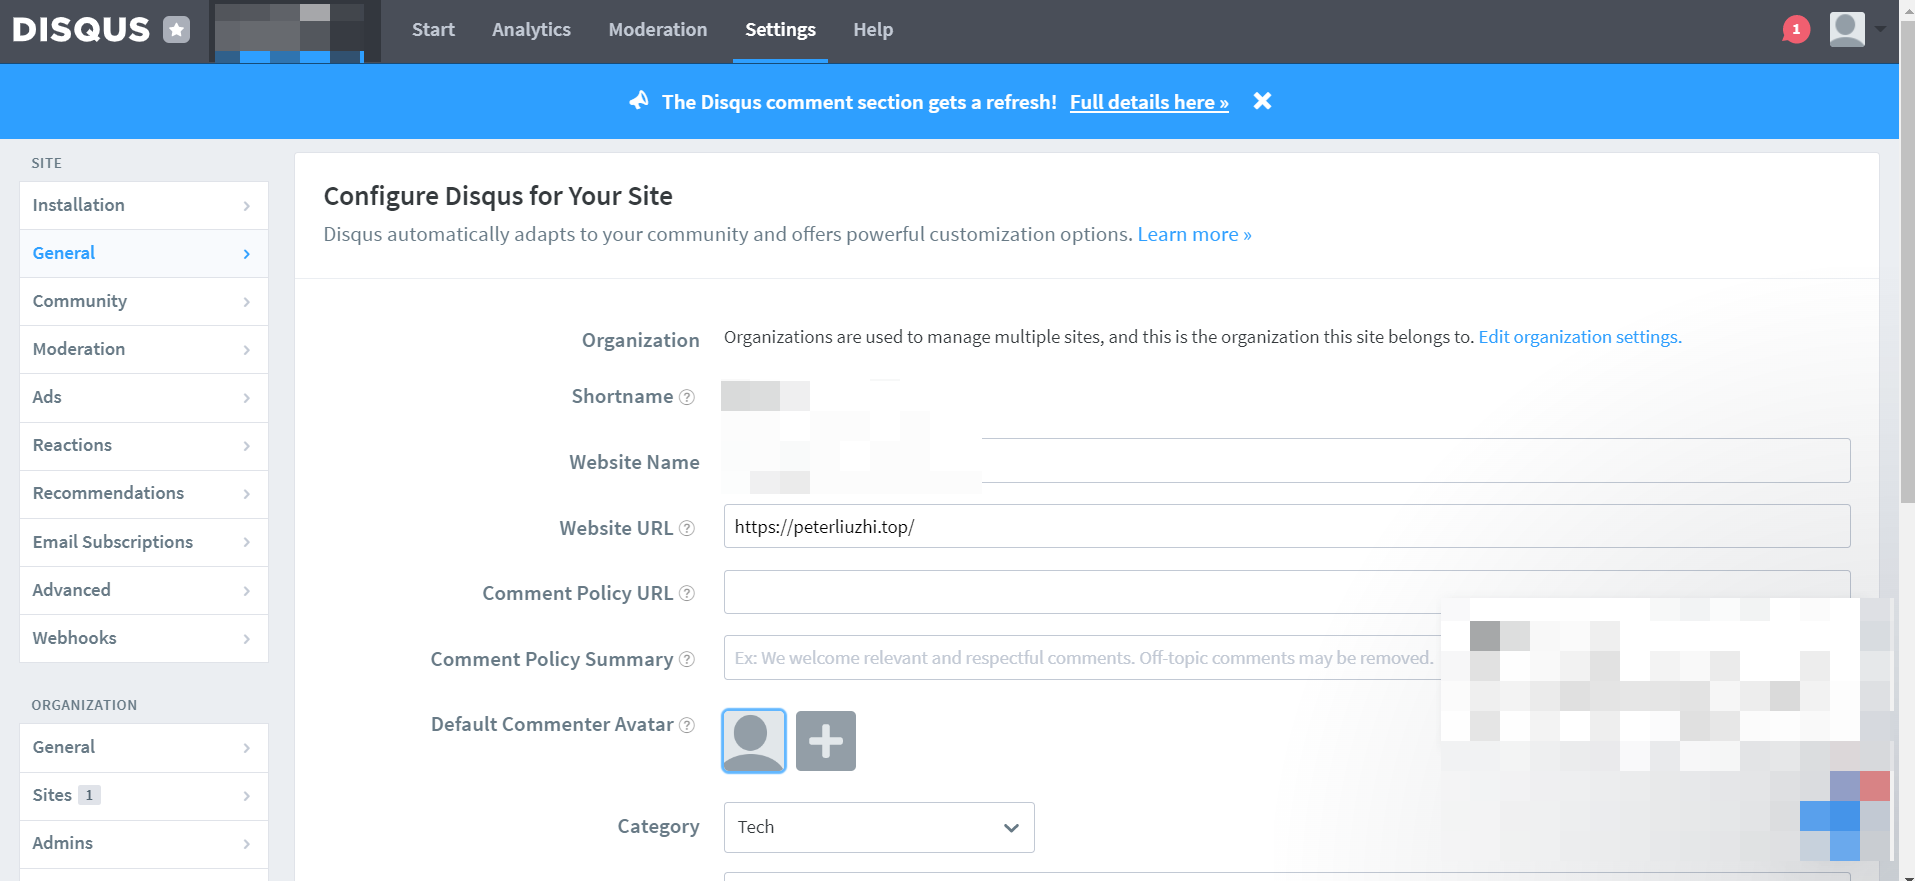 DISQUS
Start Analytics Moderation Settings Help
1
The Disqus comment section gets a refresh! Full details here »
SITE
Installation
General
Community
Moderation
Ads
Reactions
Recommendations
Email Subscriptions
Advanced
Webhooks
ORGANIZATION
General
Sites 1
Admins
Configure Disqus for Your Site
Disqus automatically adapts to your community and offers powerful customization options. Learn more »
Organization Organizations are used to manage multiple sites, and this is the organization this site belongs to. Edit organization settings.
Shortname ?
Website Name
Website URL ? https://peterliuzhi.top/
Comment Policy URL ?
Comment Policy Summary ? Ex: We welcome relevant and respectful comments. Off-topic comments may be removed.
Default Commenter Avatar ?
Category Tech